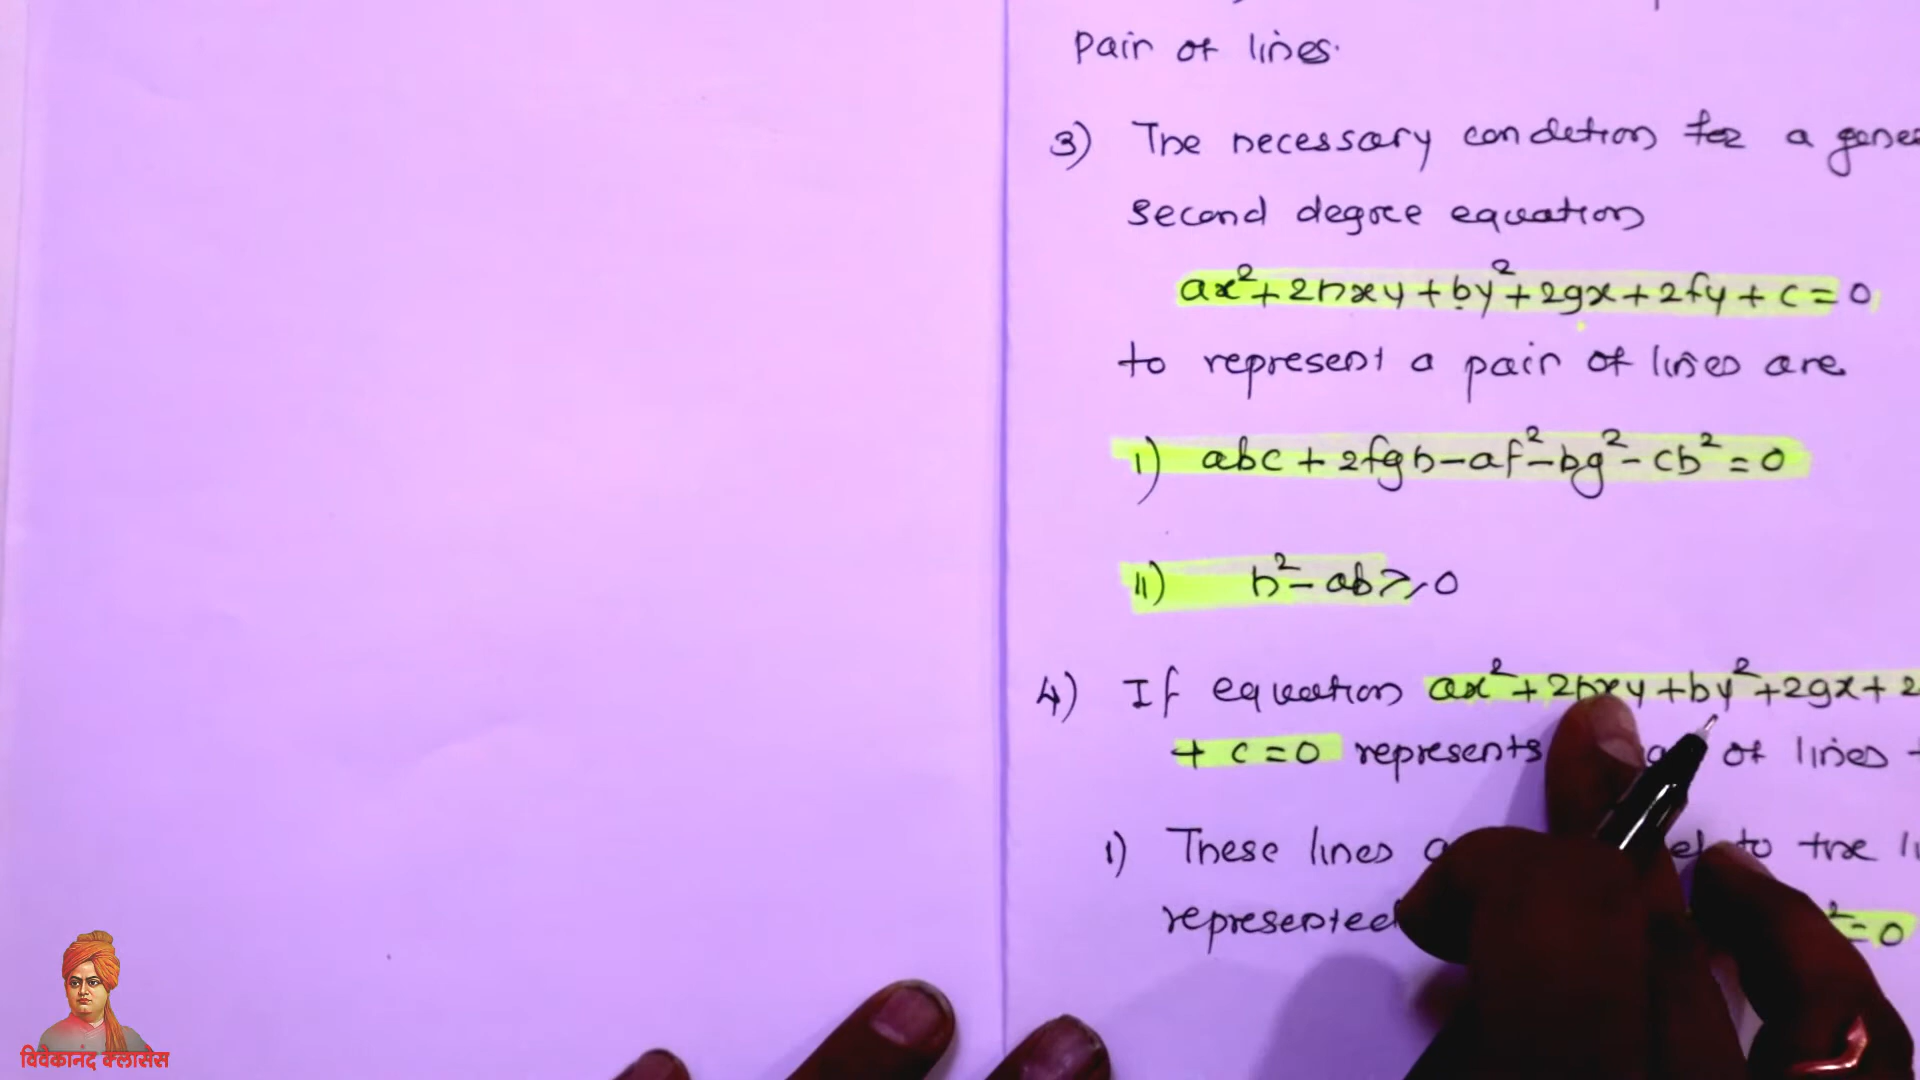 pair of lines.
3) The necessary condition for a
second degree equation
ax²+2hxy+by²+2gx+2fy+c=0
to represent a pair of lines are
i) abc+2fgh-af²-bg²-ch²=0
ii) h²-ab≥0
4) If equation ax²+2hxy+by²+2gx+2
+c=0 represents of lines
i) These lines to the
represented ²=0
विवेकानंद क्लासेस